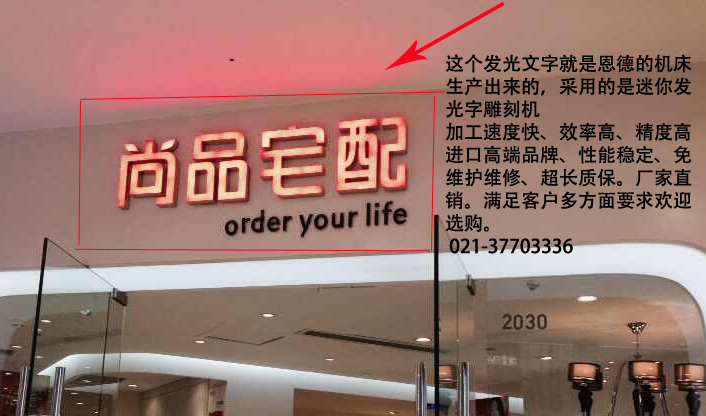 这个发光文字就是恩德的机床
生产出来的，采用的是迷你发
光字雕刻机
加工速度快、效率高、精度高
进口高端品牌、性能稳定、免
维护维修、超长质保。厂家直
销。满足客户多方面要求欢迎
选购。
021-37703336
尚品宅配
order your life
2030